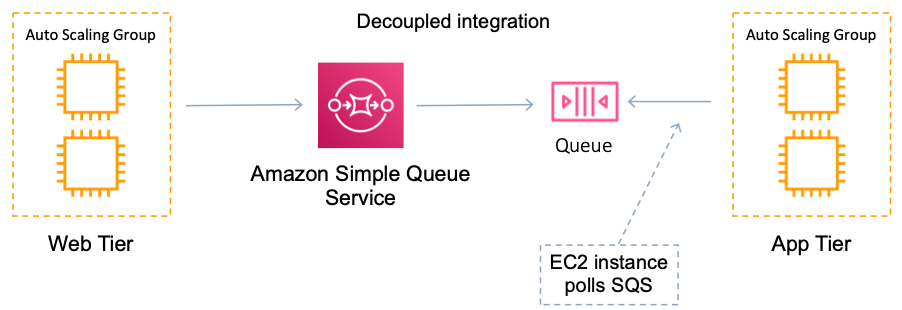 Decoupled integration
Auto Scaling Group
Web Tier
Amazon Simple Queue
Service
Queue
EC2 instance
polls SQS
Auto Scaling Group
App Tier